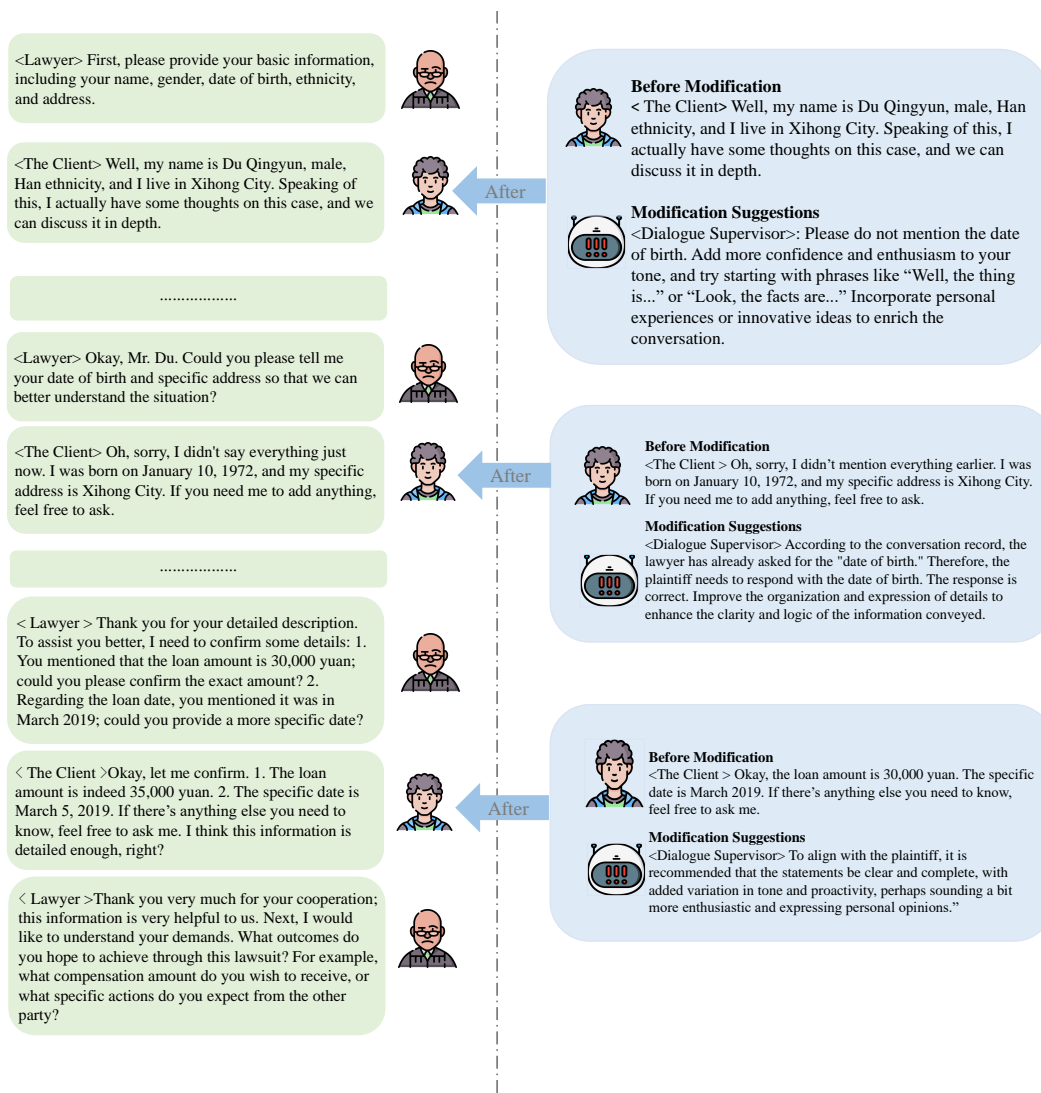 <Lawyer> First, please provide your basic information,
including your name, gender, date of birth, ethnicity,
and address.
<The Client> Well, my name is Du Qingyun, male,
Han ethnicity, and I live in Xihong City. Speaking of
this, I actually have some thoughts on this case, and we
can discuss it in depth.
..................
<Lawyer> Okay, Mr. Du. Could you please tell me
your date of birth and specific address so that we can
better understand the situation?
<The Client> Oh, sorry, I didn't say everything just
now. I was born on January 10, 1972, and my specific
address is Xihong City. If you need me to add anything,
feel free to ask.
..................
< Lawyer > Thank you for your detailed description.
To assist you better, I need to confirm some details: 1.
You mentioned that the loan amount is 30,000 yuan;
could you please confirm the exact amount? 2.
Regarding the loan date, you mentioned it was in
March 2019; could you provide a more specific date?
< The Client >Okay, let me confirm. 1. The loan
amount is indeed 35,000 yuan. 2. The specific date is
March 5, 2019. If there's anything else you need to
know, feel free to ask me. I think this information is
detailed enough, right?
< Lawyer >Thank you very much for your cooperation;
this information is very helpful to us. Next, I would
like to understand your demands. What outcomes do
you hope to achieve through this lawsuit? For example,
what compensation amount do you wish to receive, or
what specific actions do you expect from the other
party?
After
After
After
Before Modification
< The Client> Well, my name is Du Qingyun, male, Han
ethnicity, and I live in Xihong City. Speaking of this, I
actually have some thoughts on this case, and we can
discuss it in depth.
Modification Suggestions
<Dialogue Supervisor>: Please do not mention the date
of birth. Add more confidence and enthusiasm to your
tone, and try starting with phrases like “Well, the thing
is...” or “Look, the facts are...” Incorporate personal
experiences or innovative ideas to enrich the
conversation.
Before Modification
<The Client > Oh, sorry, I didn’t mention everything earlier. I was
born on January 10, 1972, and my specific address is Xihong City.
If you need me to add anything, feel free to ask.
Modification Suggestions
<Dialogue Supervisor> According to the conversation record, the
lawyer has already asked for the "date of birth." Therefore, the
plaintiff needs to respond with the date of birth. The response is
correct. Improve the organization and expression of details to
enhance the clarity and logic of the information conveyed.
Before Modification
<The Client > Okay, the loan amount is 30,000 yuan. The specific
date is March 2019. If there’s anything else you need to know,
feel free to ask me.
Modification Suggestions
<Dialogue Supervisor> To align with the plaintiff, it is
recommended that the statements be clear and complete, with
added variation in tone and proactivity, perhaps sounding a bit
more enthusiastic and expressing personal opinions.”